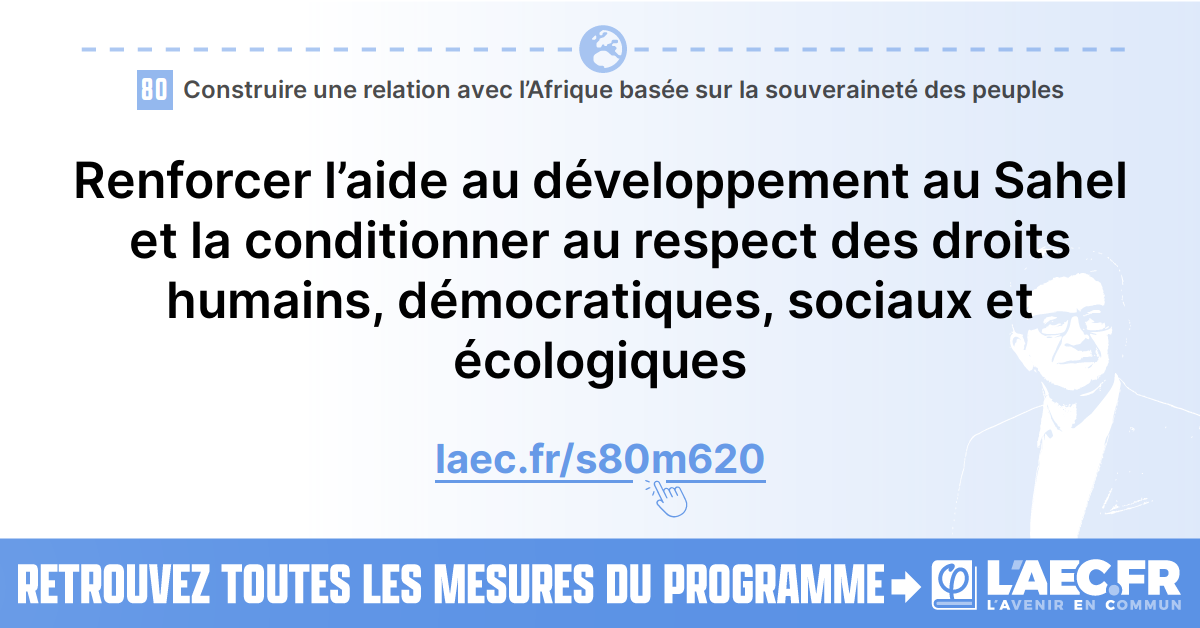 80 Construire une relation avec l’Afrique basée sur la souveraineté des peuples
Renforcer l’aide au développement au Sahel
et la conditionner au respect des droits
humains, démocratiques, sociaux et
écologiques
laec.fr/s80m620
RETROUVEZ TOUTES LES MESURES DU PROGRAMME
L'AEC.FR
L'AVENIR EN COMMUN